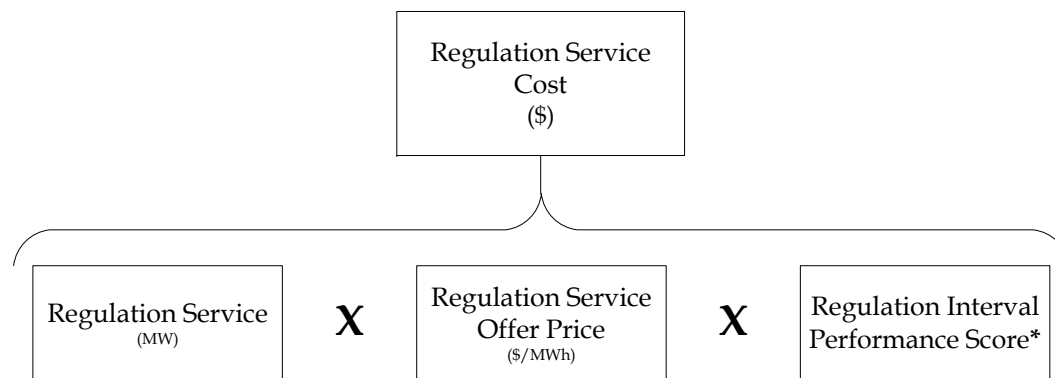 Regulation Service
Cost
($)
Regulation Service
(MW)
X
Regulation Service
Offer Price
($/MWh)
X
Regulation Interval
Performance Score*